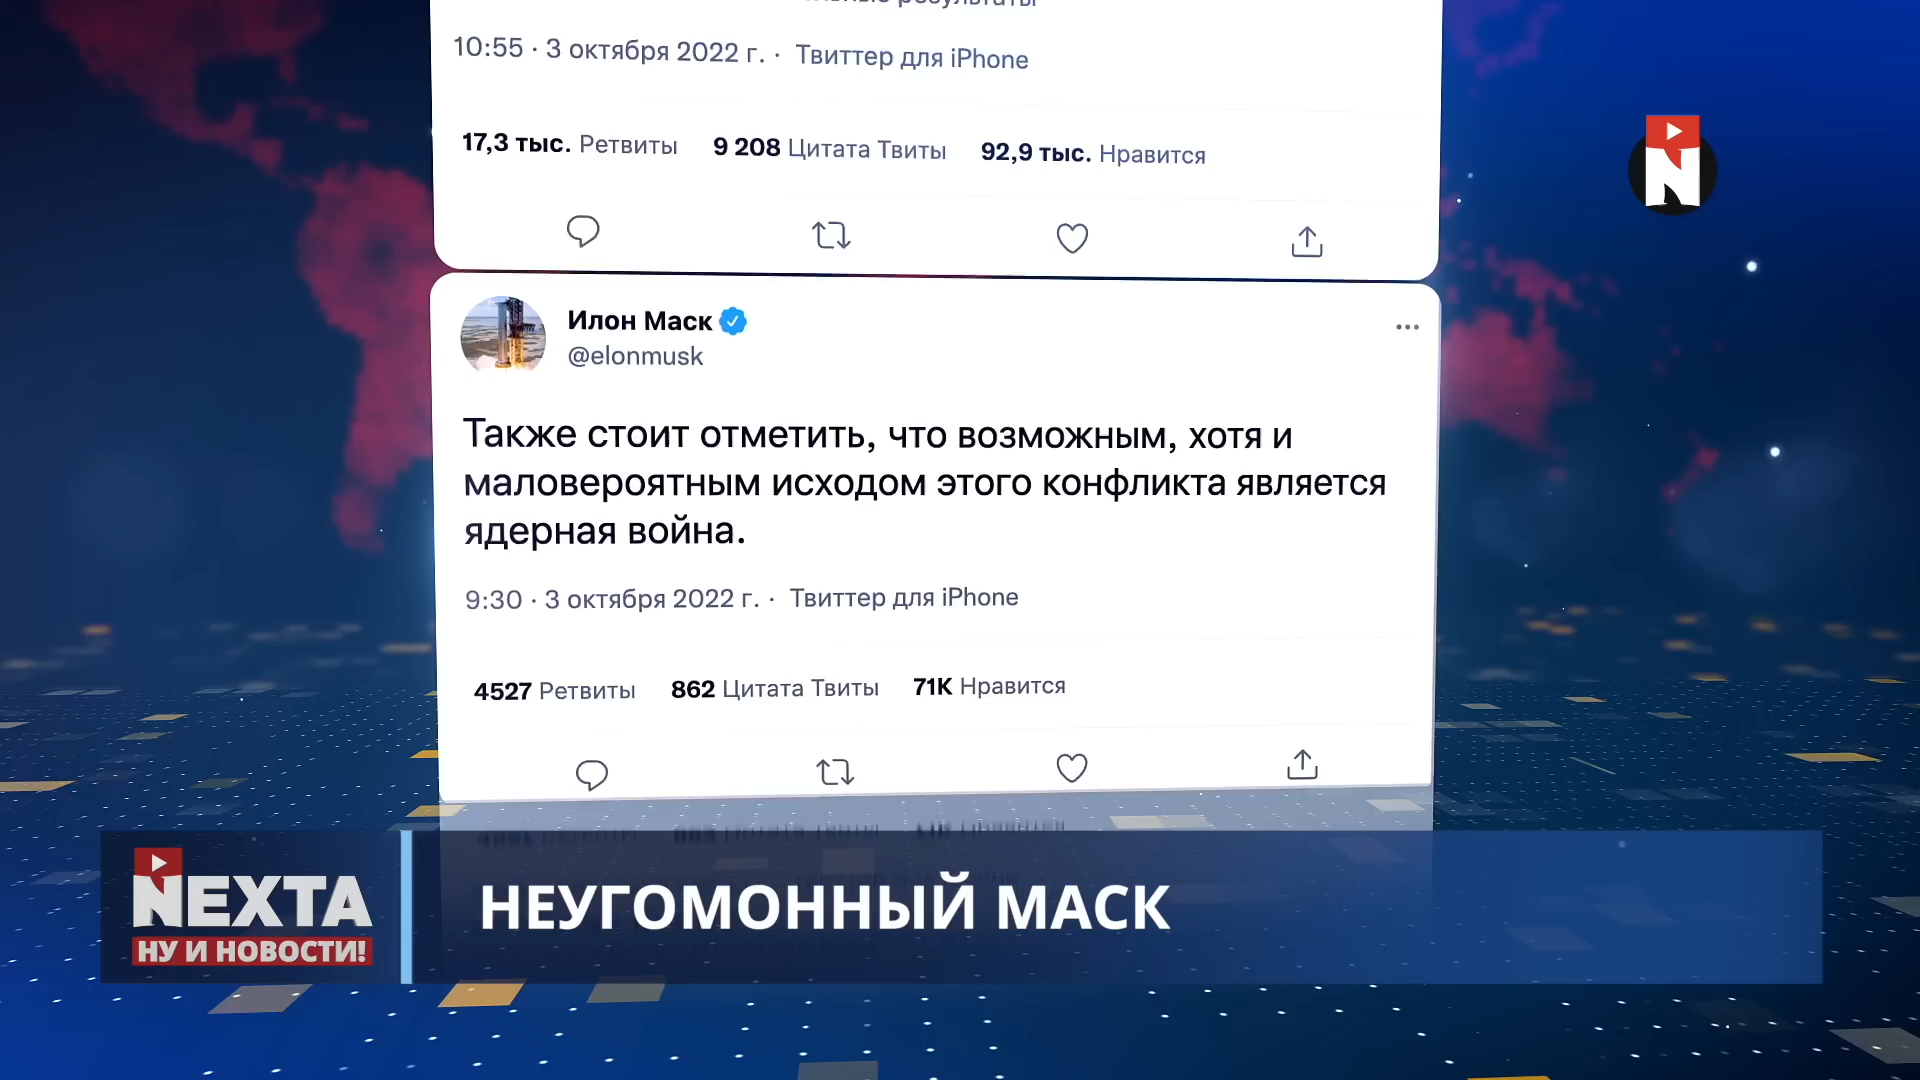 результаты
10:55 · 3 октября 2022 г. · Твиттер для iPhone
17,3 тыс. Ретвиты 9 208 Цитата Твиты 92,9 тыс. Нравится
N
Илон Маск
@elonmusk
Также стоит отметить, что возможным, хотя и
маловероятным исходом этого конфликта является
ядерная война.
9:30 · 3 октября 2022 г. · Твиттер для iPhone
4527 Ретвиты 862 Цитата Твиты 71K Нравится
NEXTA
НУ И НОВОСТИ!
НЕУГОМОННЫЙ МАСК